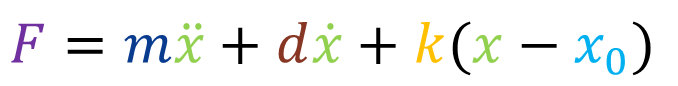 F = mẍ + dẋ + k(x − x₀)